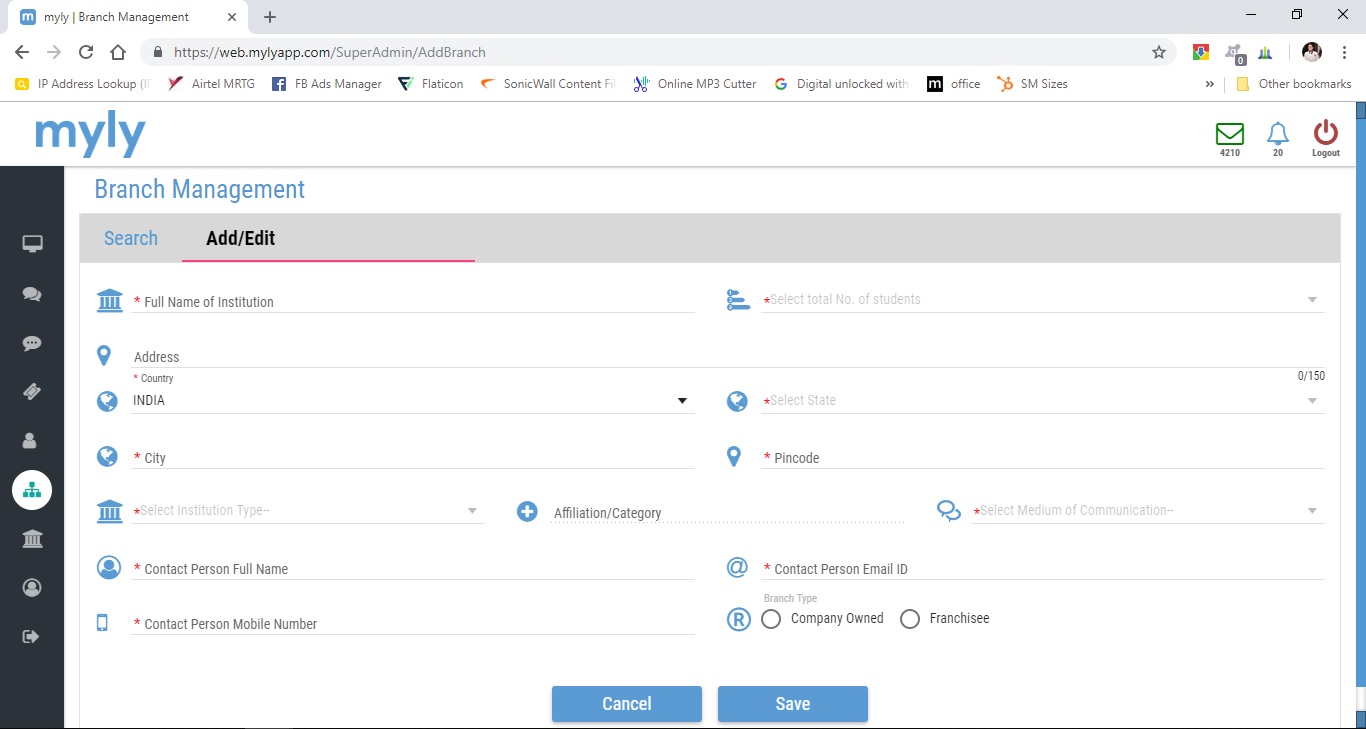 myly | Branch Management
https://web.mylyapp.com/SuperAdmin/AddBranch
IP Address Lookup (I
Airtel MRTG
FB Ads Manager
Flaticon
SonicWall Content Fil
Online MP3 Cutter
Digital unlocked with
office
SM Sizes
Other bookmarks
myly
4210
20
Logout
Branch Management
Search
Add/Edit
* Full Name of Institution
*Select total No. of students
Address
0/150
* Country
INDIA
*Select State
* City
* Pincode
*Select Institution Type--
Affiliation/Category
*Select Medium of Communication--
* Contact Person Full Name
@ * Contact Person Email ID
* Contact Person Mobile Number
Branch Type
® Company Owned
Franchisee
Cancel
Save